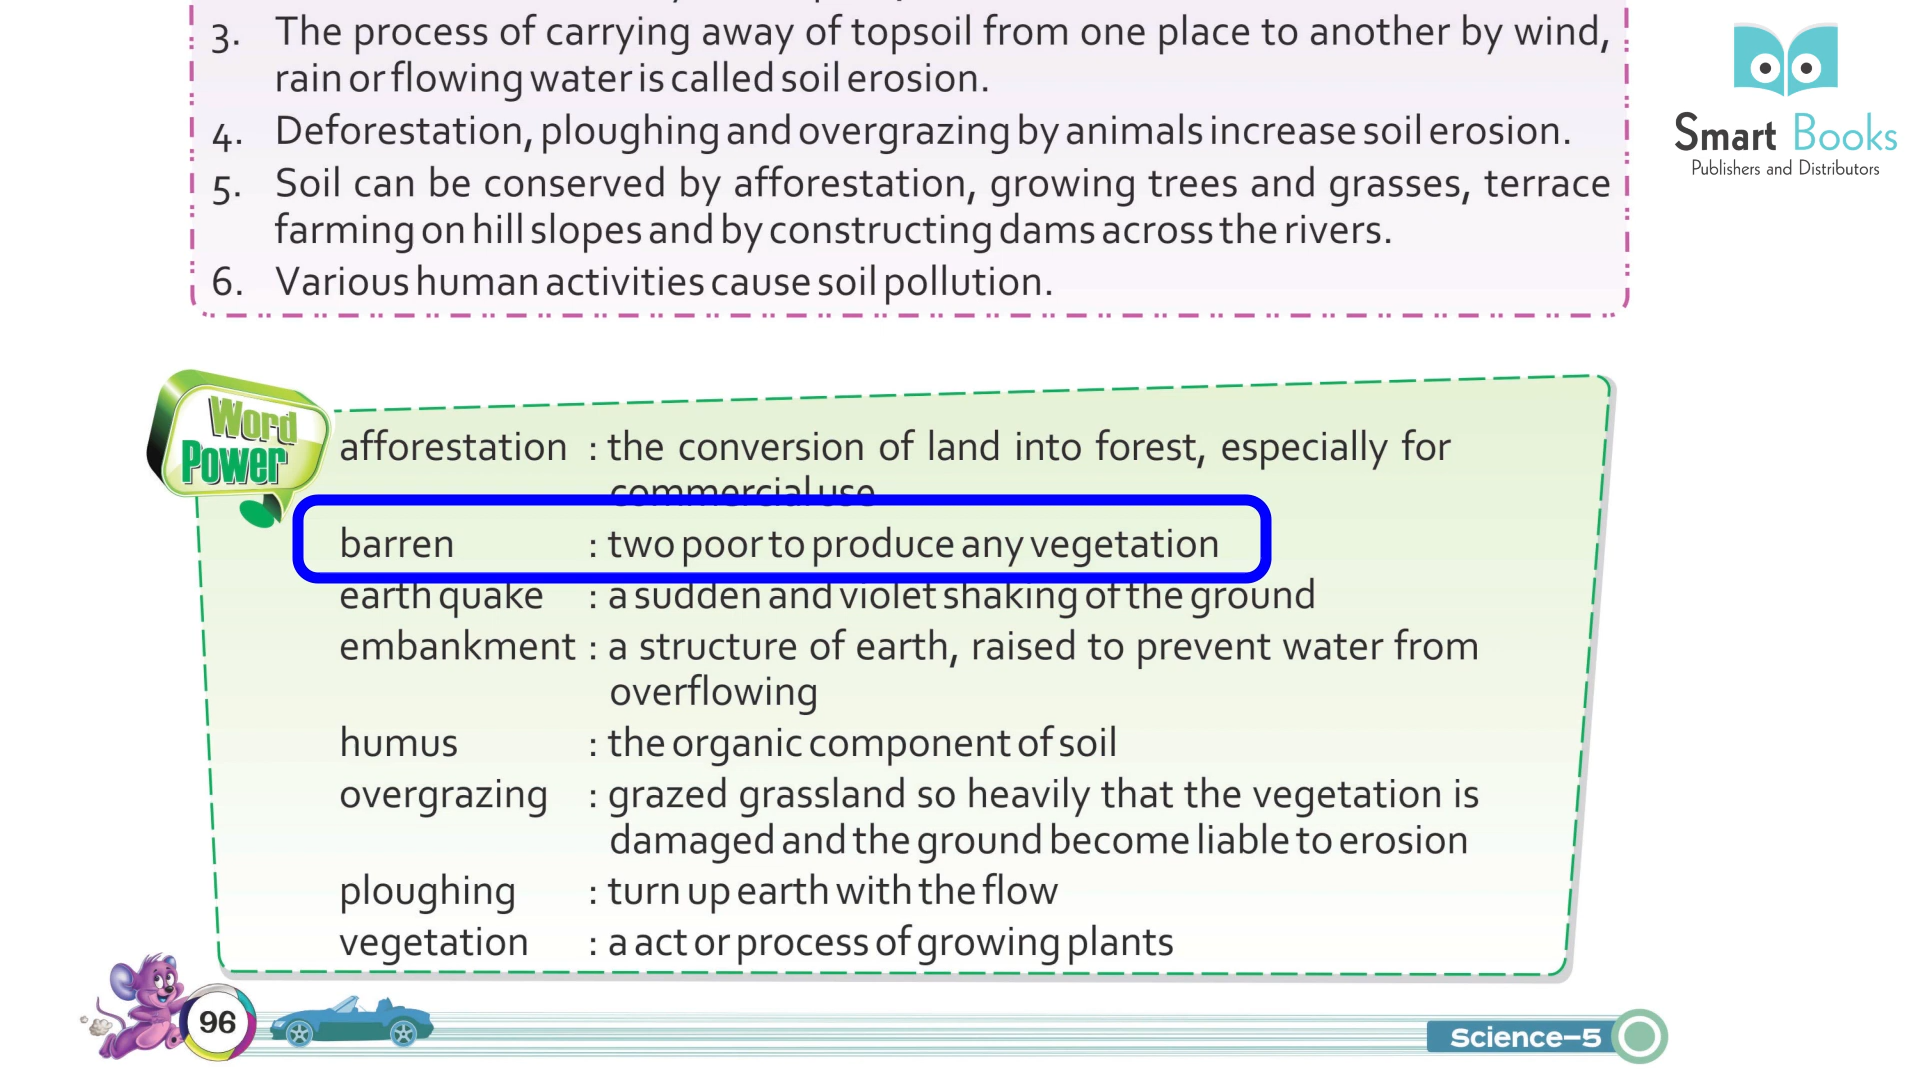 3. The process of carrying away of topsoil from one place to another by wind,
rain or flowing water is called soil erosion.
4. Deforestation, ploughing and overgrazing by animals increase soil erosion.
5. Soil can be conserved by afforestation, growing trees and grasses, terrace
farming on hill slopes and by constructing dams across the rivers.
6. Various human activities cause soil pollution.
Smart Books
Publishers and Distributors
Word
Power
afforestation : the conversion of land into forest, especially for
commercial use
barren : two poor to produce any vegetation
earth quake : a sudden and violet shaking of the ground
embankment : a structure of earth, raised to prevent water from
overflowing
humus : the organic component of soil
overgrazing : grazed grassland so heavily that the vegetation is
damaged and the ground become liable to erosion
ploughing : turn up earth with the flow
vegetation : a act or process of growing plants
96
Science–5